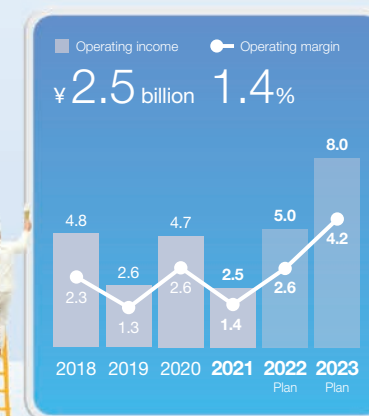 Operating income Operating margin
¥ 2.5 billion 1.4%
8.0
4.8 4.7 5.0
2.6 2.5 4.2
2.3 2.6 2.6
1.3 1.4
2018 2019 2020 2021 2022 2023
Plan Plan